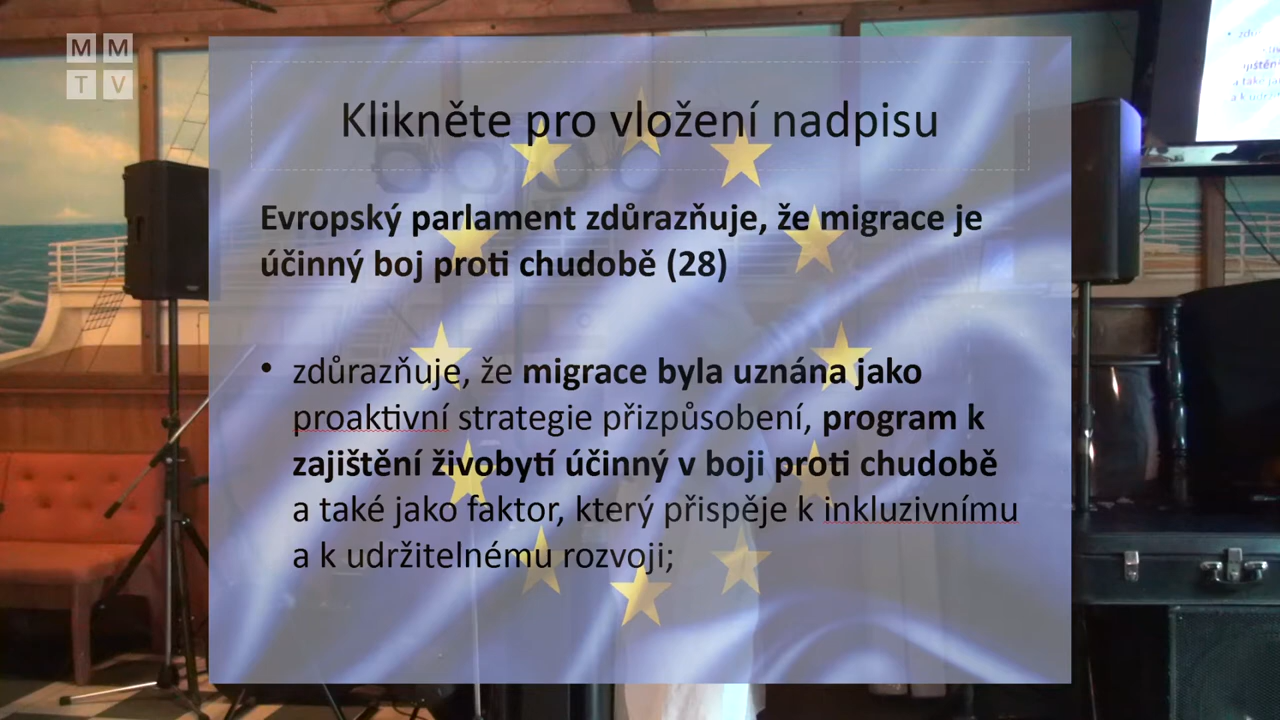 MM
TV
Klikněte pro vložení nadpisu
Evropský parlament zdůrazňuje, že migrace je
účinný boj proti chudobě (28)
• zdůrazňuje, že migrace byla uznána jako
proaktivní strategie přizpůsobení, program k
zajištění živobytí účinný v boji proti chudobě
a také jako faktor, který přispěje k inkluzivnímu
a k udržitelnému rozvoji;